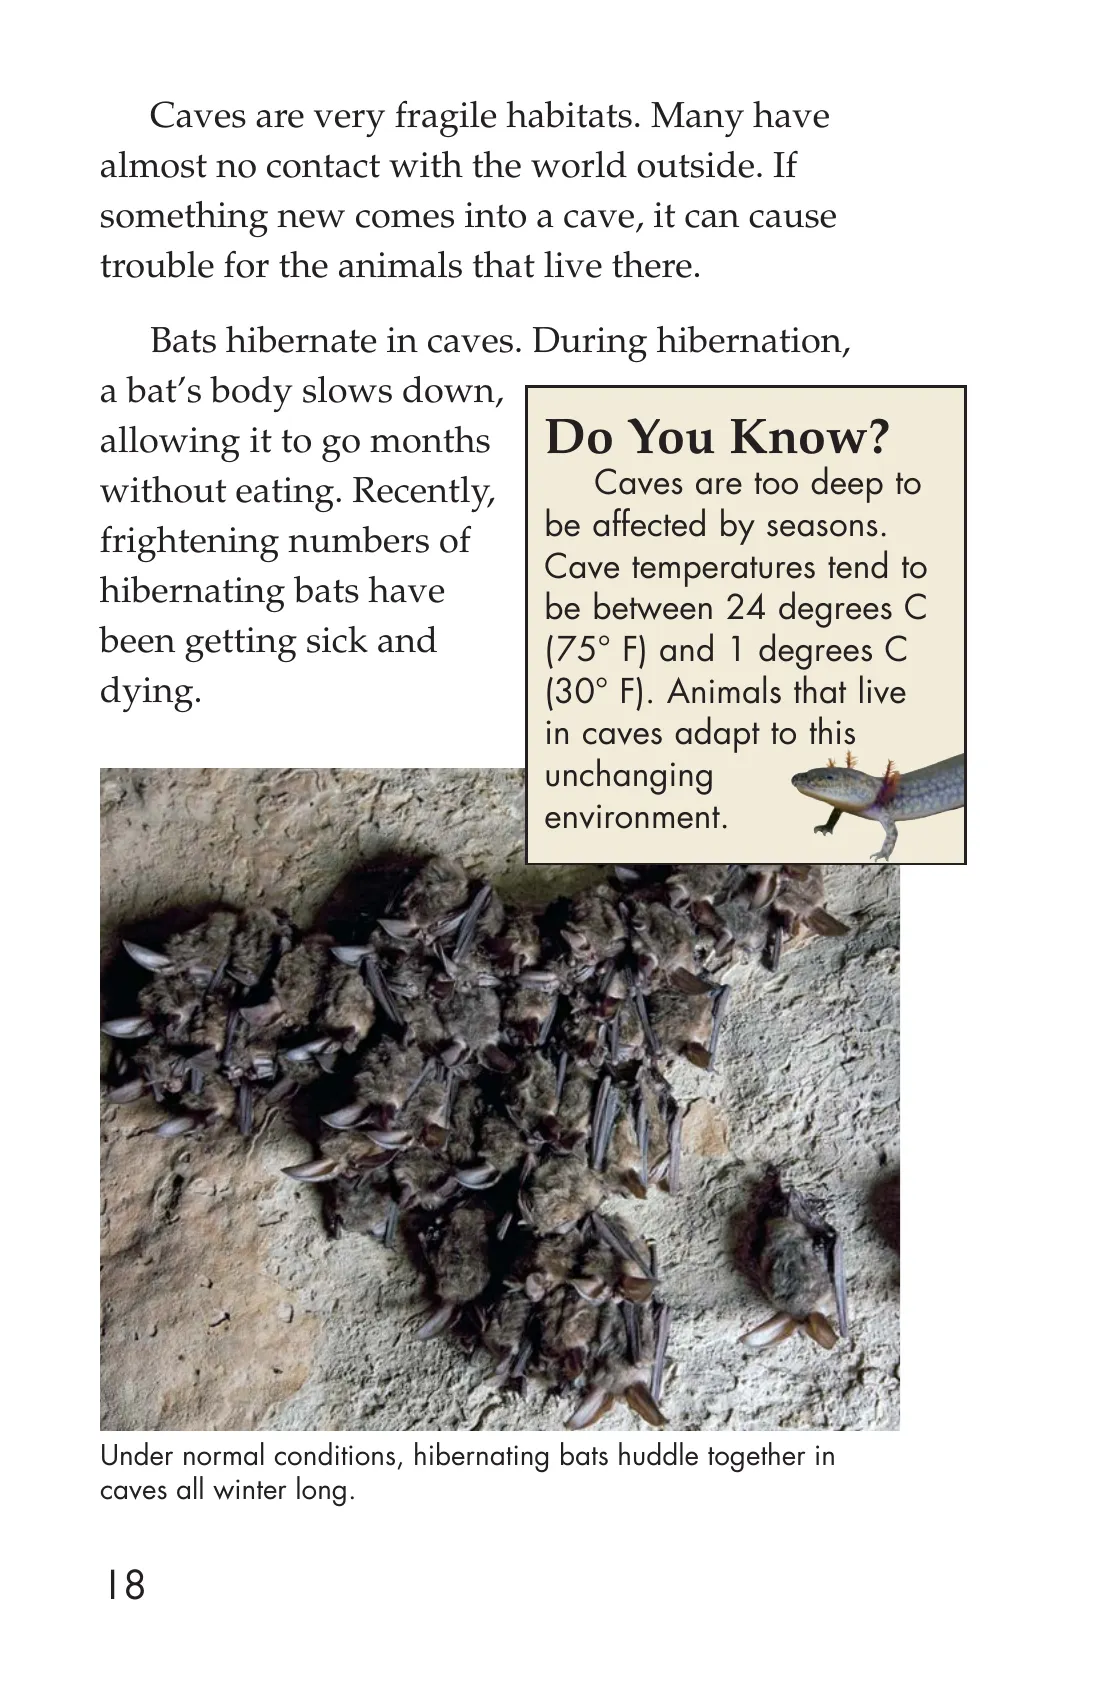 Caves are very fragile habitats. Many have
almost no contact with the world outside. If
something new comes into a cave, it can cause
trouble for the animals that live there.
Bats hibernate in caves. During hibernation,
a bat’s body slows down,
allowing it to go months
without eating. Recently,
frightening numbers of
hibernating bats have
been getting sick and
dying.
Do You Know?
Caves are too deep to
be affected by seasons.
Cave temperatures tend to
be between 24 degrees C
(75° F) and 1 degrees C
(30° F). Animals that live
in caves adapt to this
unchanging
environment.
Under normal conditions, hibernating bats huddle together in
caves all winter long.
18